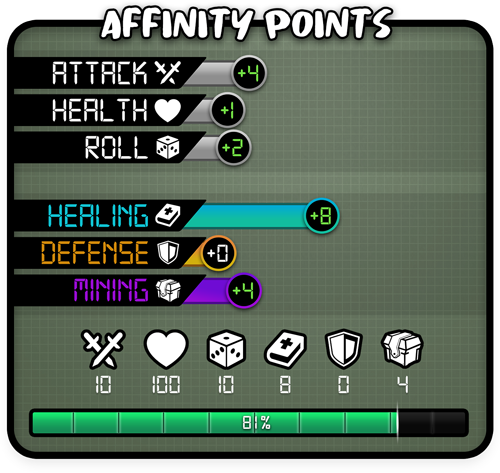 AFFINITY POINTS
ATTACK +4
HEALTH +1
ROLL +2
HEALING +8
DEFENSE +0
MINING +4
10 100 10 8 0 4
81%